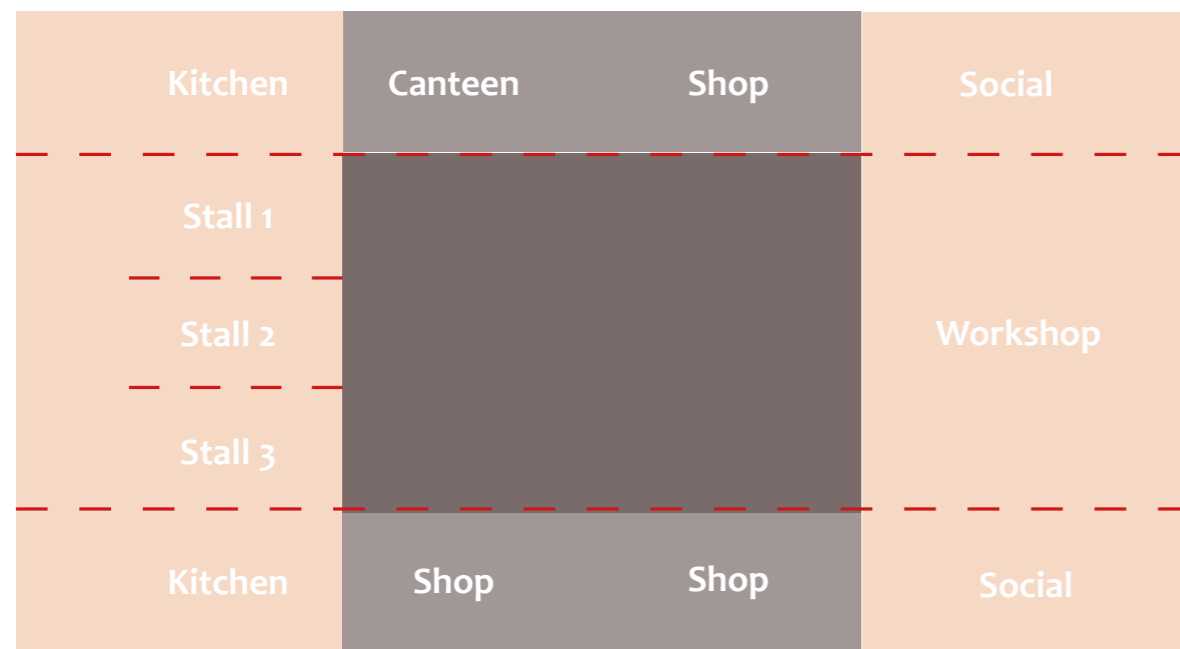 Kitchen Canteen Shop Social
Stall 1
Stall 2 Workshop
Stall 3
Kitchen Shop Shop Social